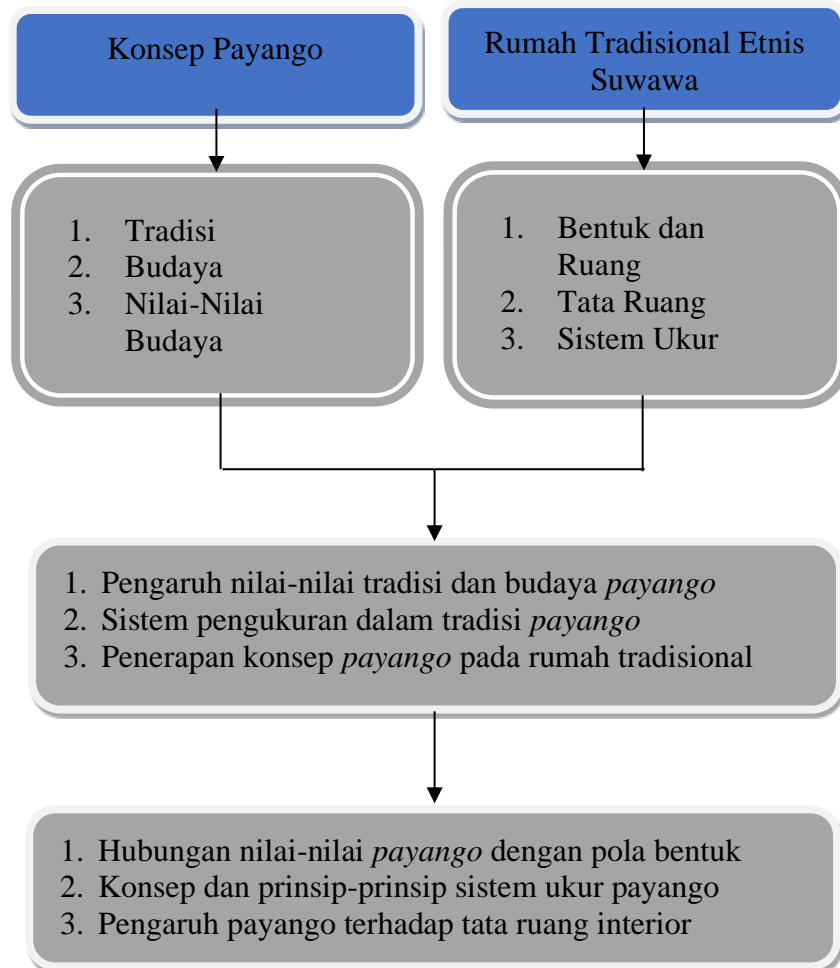 Konsep Payango
Rumah Tradisional Etnis
Suwawa
1. Tradisi
2. Budaya
3. Nilai-Nilai
Budaya
1. Bentuk dan
Ruang
2. Tata Ruang
3. Sistem Ukur
1. Pengaruh nilai-nilai tradisi dan budaya payango
2. Sistem pengukuran dalam tradisi payango
3. Penerapan konsep payango pada rumah tradisional
1. Hubungan nilai-nilai payango dengan pola bentuk
2. Konsep dan prinsip-prinsip sistem ukur payango
3. Pengaruh payango terhadap tata ruang interior